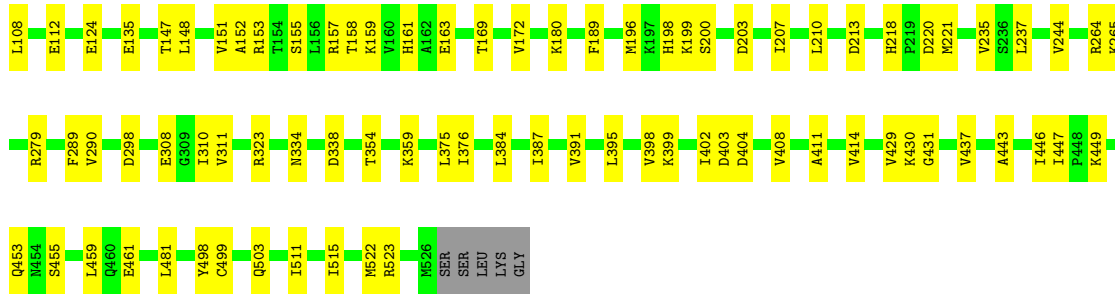 L108 E112 E124 E135 T147 L148 V151 A152 R153 T154 S155 L156 R157 T158 K159 V160 H161 A162 E163 T169 V172 K180 F189 M196 K197 H198 K199 S200 D203 I207 L210 D213 H218 P219 D220 M221 V235 S236 L237 V244 R264 K265
R279 F289 V290 D298 E308 G309 I310 V311 R323 N334 D338 T354 K359 L375 I376 L384 I387 V391 L395 V398 K399 I402 D403 D404 V408 A411 V414 V429 K430 G431 V437 A443 I446 I447 P448 K449
Q453 N454 S455 L459 Q460 E461 L481 Y498 C499 Q503 I511 I515 M522 R523 M526 SER SER LEU LYS GLY